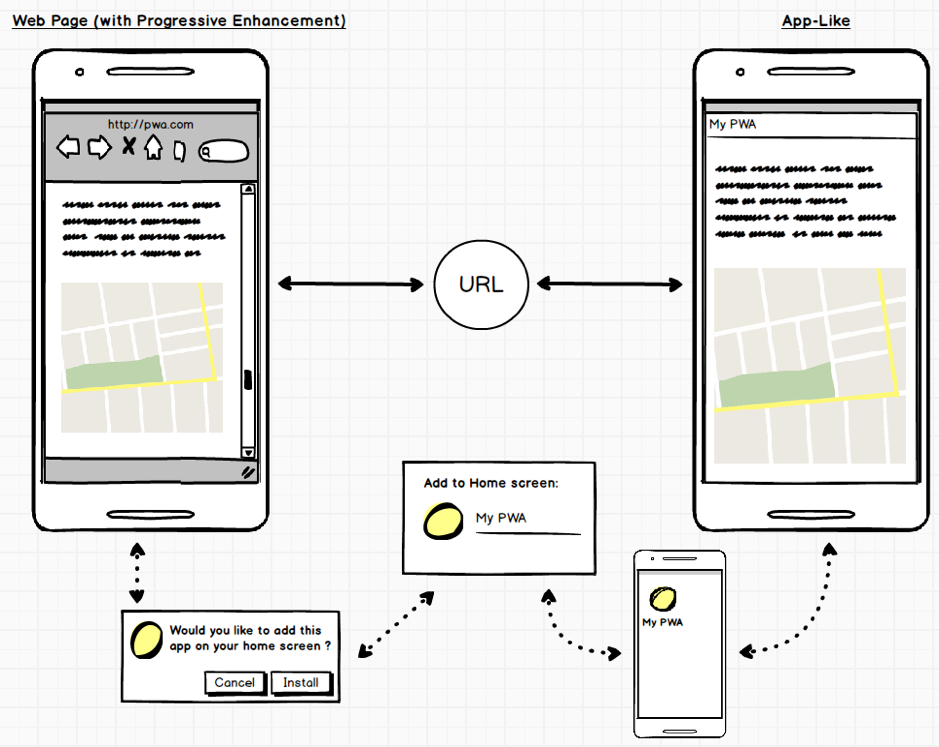 Web Page (with Progressive Enhancement)
App-Like
http://pwa.com
My PWA
URL
Add to Home screen:
My PWA
My PWA
Would you like to add this
app on your home screen ?
Cancel
Install